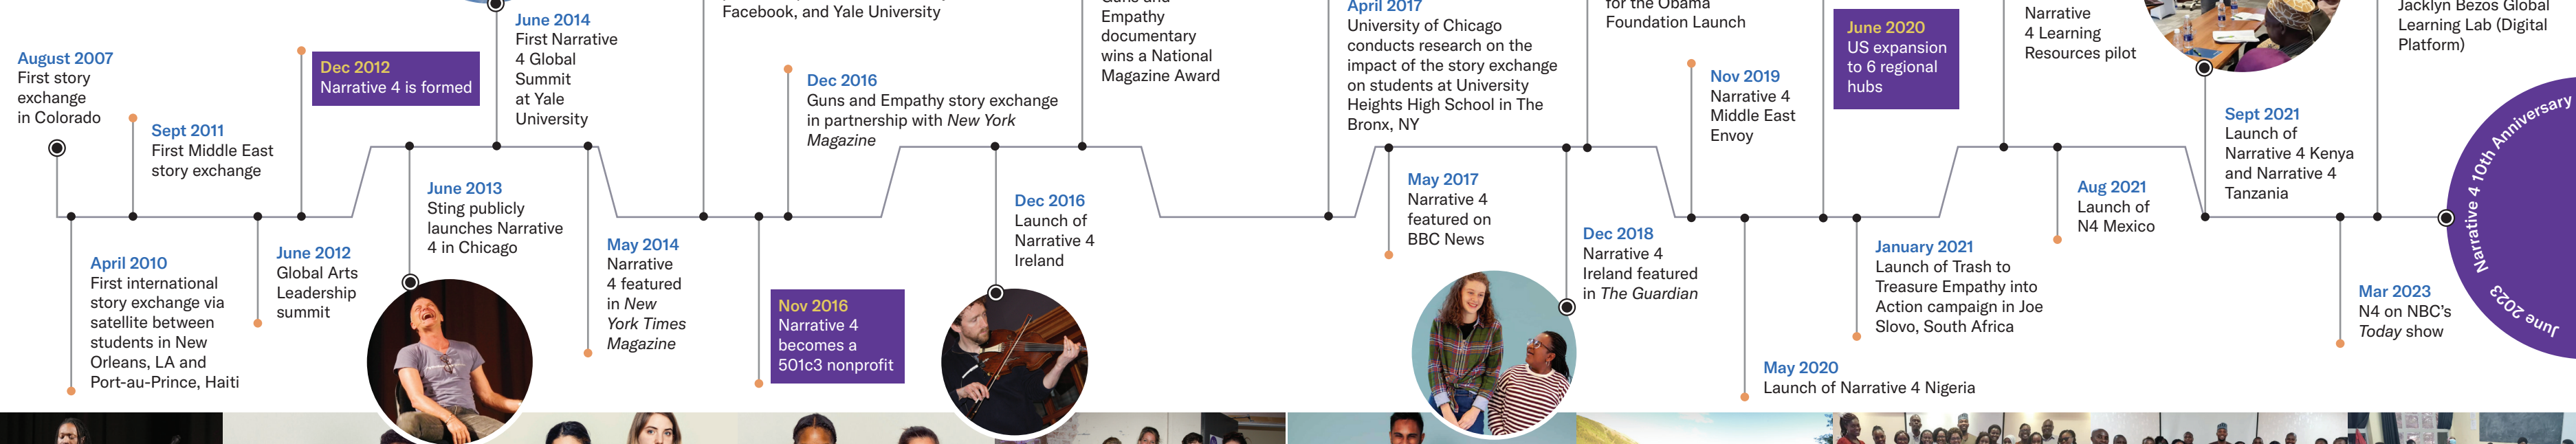 August 2007
First story
exchange
in Colorado
Sept 2011
First Middle East
story exchange
April 2010
First international
story exchange via
satellite between
students in New
Orleans, LA and
Port-au-Prince, Haiti
June 2012
Global Arts
Leadership
summit
Dec 2012
Narrative 4 is formed
June 2013
Sting publicly
launches Narrative
4 in Chicago
June 2014
First Narrative
4 Global
Summit
at Yale
University
May 2014
Narrative
4 featured
in New
York Times
Magazine
Facebook, and Yale University
Nov 2016
Narrative 4
becomes a
501c3 nonprofit
Dec 2016
Guns and Empathy story exchange
in partnership with New York
Magazine
Dec 2016
Launch of
Narrative 4
Ireland
Guns and
Empathy
documentary
wins a National
Magazine Award
April 2017
University of Chicago
conducts research on the
impact of the story exchange
on students at University
Heights High School in The
Bronx, NY
May 2017
Narrative 4
featured on
BBC News
Dec 2018
Narrative 4
Ireland featured
in The Guardian
for the Obama
Foundation Launch
Nov 2019
Narrative 4
Middle East
Envoy
May 2020
Launch of Narrative 4 Nigeria
June 2020
US expansion
to 6 regional
hubs
January 2021
Launch of Trash to
Treasure Empathy into
Action campaign in Joe
Slovo, South Africa
Narrative
4 Learning
Resources pilot
Aug 2021
Launch of
N4 Mexico
Sept 2021
Launch of
Narrative 4 Kenya
and Narrative 4
Tanzania
Jacklyn Bezos Global
Learning Lab (Digital
Platform)
Mar 2023
N4 on NBC's
Today show
Narrative 4 10th Anniversary
June 2023